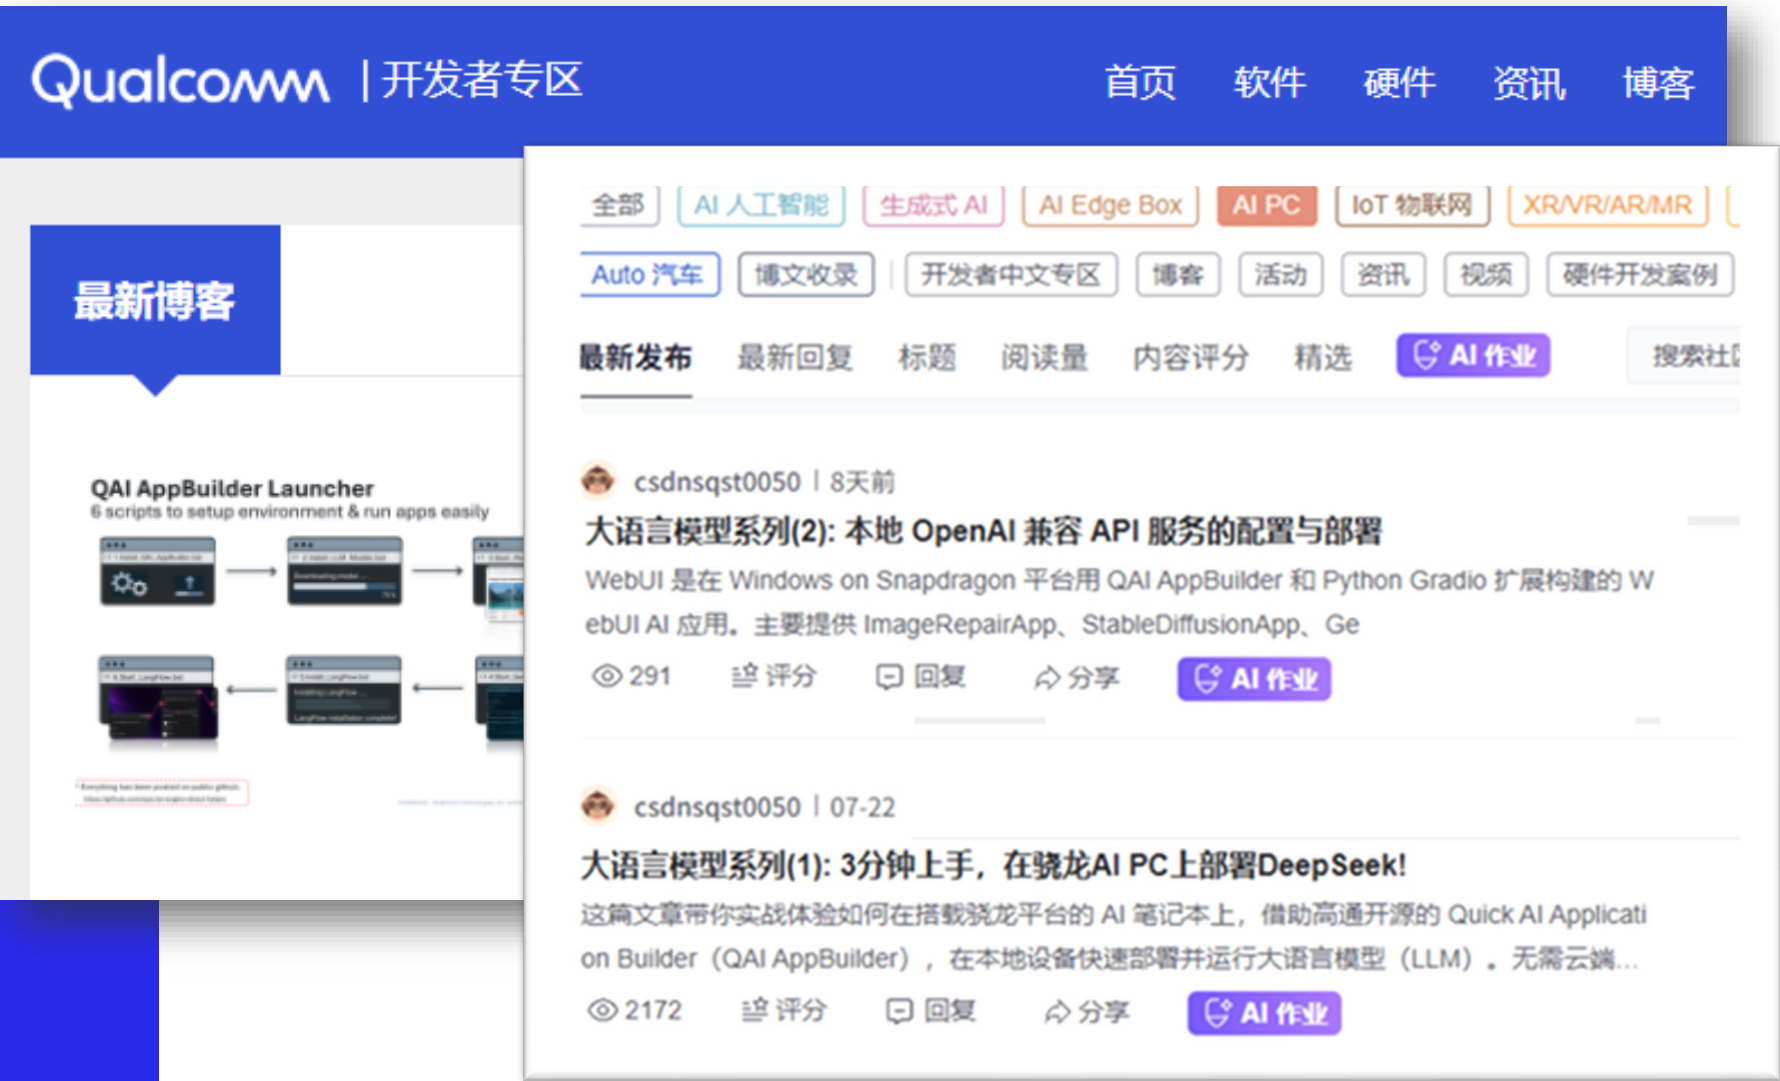 Qualcomm | 开发者专区
首页 软件 硬件 资讯 博客
最新博客
QAI AppBuilder Launcher
6 scripts to setup environment & run apps easily
全部 AI 人工智能 生成式 AI AI Edge Box AI PC IoT 物联网 XR/VR/AR/MR
Auto 汽车 博文收录 开发者中文专区 博客 活动 资讯 视频 硬件开发案例
最新发布 最新回复 标题 阅读量 内容评分 精选 AI 作业 搜索社区
csdnsqst0050 | 8天前
大语言模型系列(2): 本地 OpenAI 兼容 API 服务的配置与部署
WebUI 是在 Windows on Snapdragon 平台用 QAI AppBuilder 和 Python Gradio 扩展构建的 W
ebUI AI 应用。主要提供 ImageRepairApp、StableDiffusionApp、Ge
291 评分 回复 分享 AI 作业
csdnsqst0050 | 07-22
大语言模型系列(1): 3分钟上手，在骁龙AI PC上部署DeepSeek!
这篇文章带你实战体验如何在搭载骁龙平台的 AI 笔记本上，借助高通开源的 Quick AI Applicati
on Builder（QAI AppBuilder），在本地设备快速部署并运行大语言模型（LLM）。无需云端...
2172 评分 回复 分享 AI 作业